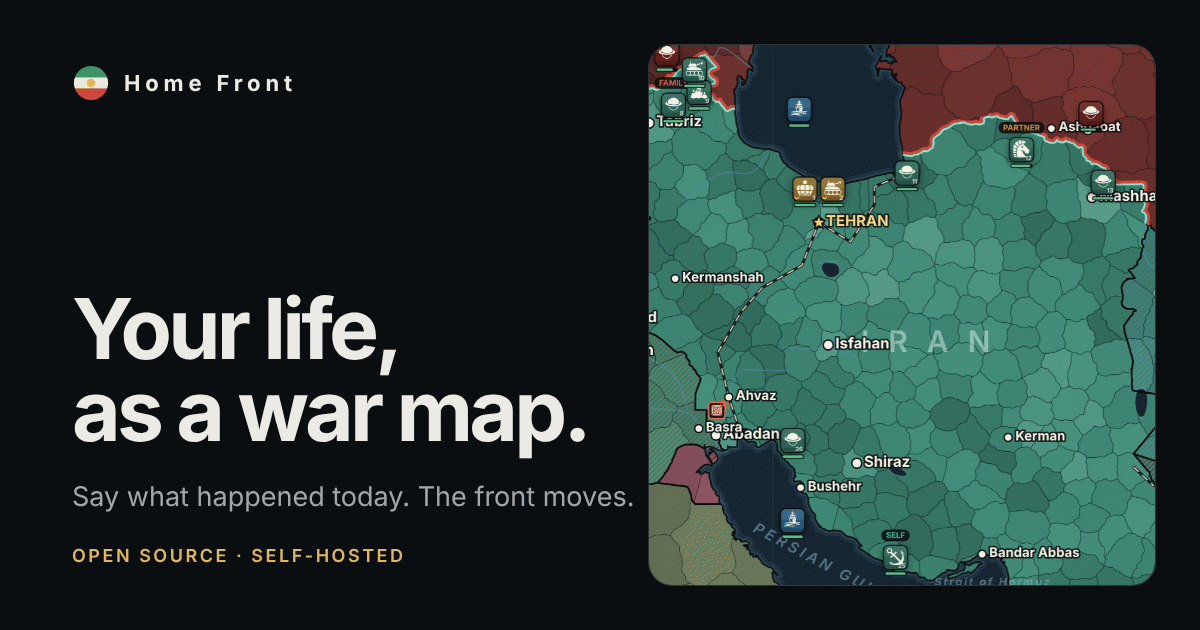 Home Front
Your life,
as a war map.
Say what happened today. The front moves.
OPEN SOURCE · SELF-HOSTED
Tabriz
PARTNER
TEHRAN
Kermanshah
IRAN
Isfahan
Ahvaz
Basra
Abadan
Shiraz
Kerman
Bushehr
SELF
Bandar Abbas
PERSIAN GU
Strait of Hormuz